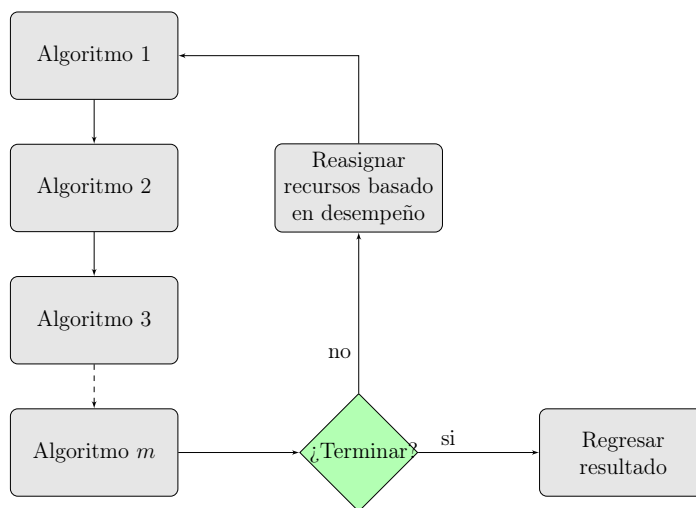 Algoritmo 1
Reasignar
recursos basado
en desempeño
Algoritmo 2
Algoritmo 3
no
Algoritmo m
¿Terminar?
si
Regresar
resultado